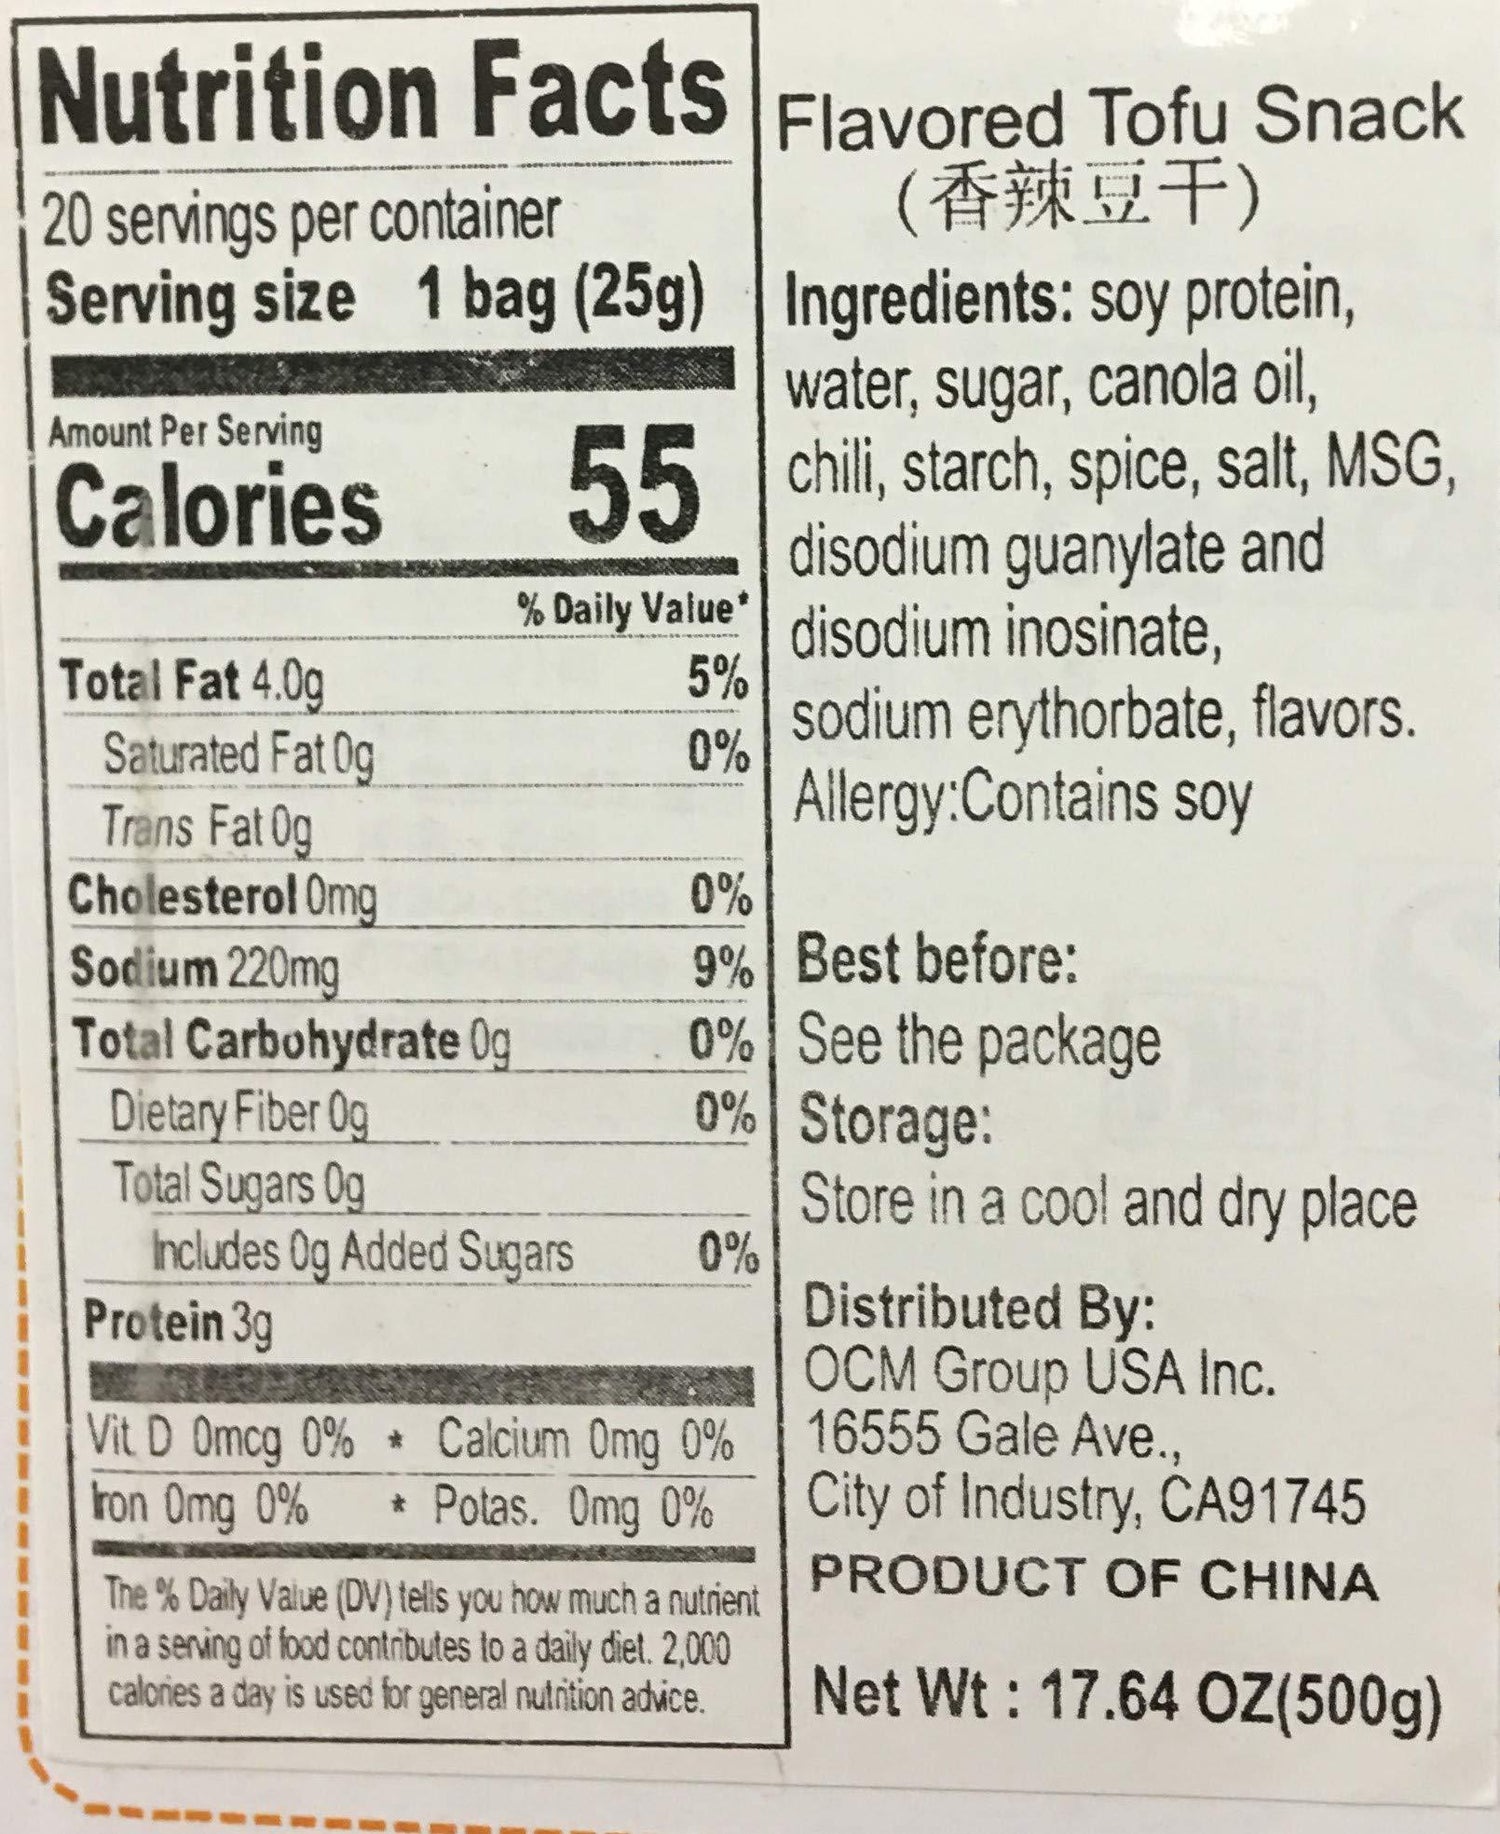 Nutrition Facts
20 servings per container
Serving size 1 bag (25g)
Amount Per Serving
Calories 55
% Daily Value*
Total Fat 4.0g 5%
Saturated Fat 0g 0%
Trans Fat 0g
Cholesterol 0mg 0%
Sodium 220mg 9%
Total Carbohydrate 0g 0%
Dietary Fiber 0g 0%
Total Sugars 0g
Includes 0g Added Sugars 0%
Protein 3g
Vit. D 0mcg 0% * Calcium 0mg 0%
Iron 0mg 0% * Potas. 0mg 0%
The % Daily Value (DV) tells you how much a nutrient
in a serving of food contributes to a daily diet. 2,000
calories a day is used for general nutrition advice.
Flavored Tofu Snack
(香辣豆干)
Ingredients: soy protein,
water, sugar, canola oil,
chili, starch, spice, salt, MSG,
disodium guanylate and
disodium inosinate,
sodium erythorbate, flavors.
Allergy:Contains soy
Best before:
See the package
Storage:
Store in a cool and dry place
Distributed By:
OCM Group USA Inc.
16555 Gale Ave.,
City of Industry, CA91745
PRODUCT OF CHINA
Net Wt : 17.64 OZ(500g)